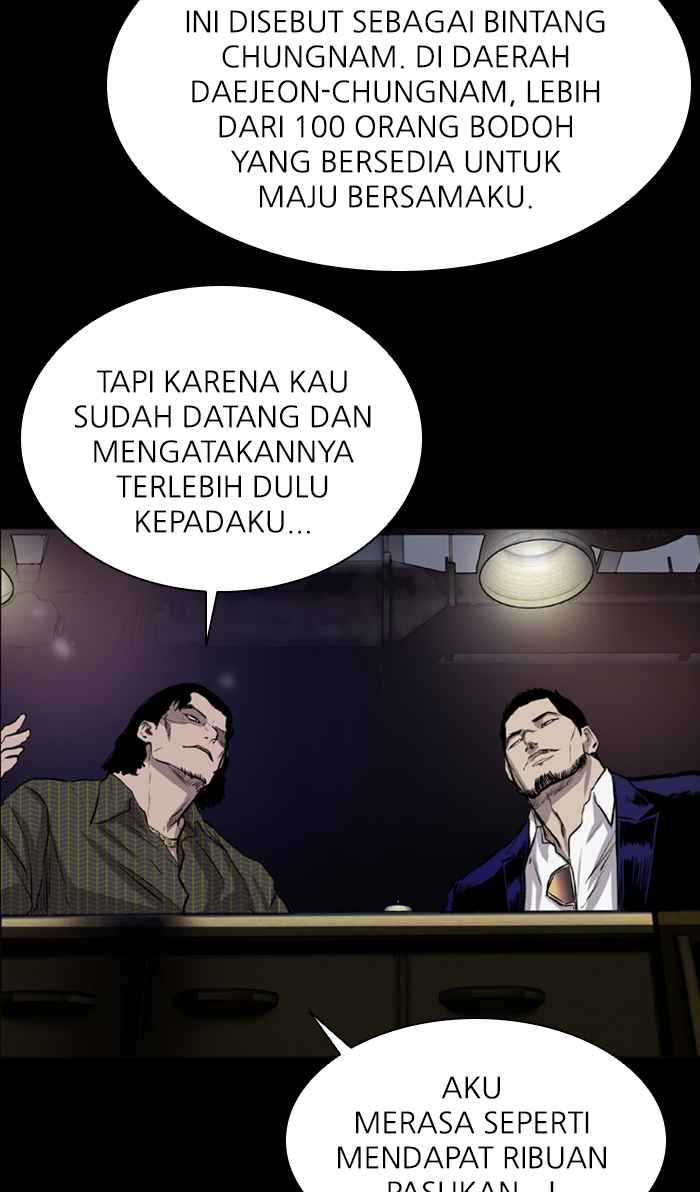 INI DISEBUT SEBAGAI BINTANG
CHUNGNAM. DI DAERAH
DAEJEON-CHUNGNAM, LEBIH
DARI 100 ORANG BODOH
YANG BERSEDIA UNTUK
MAJU BERSAMAKU.
TAPI KARENA KAU
SUDAH DATANG DAN
MENGATAKANNYA
TERLEBIH DULU
KEPADAKU...
AKU
MERASA SEPERTI
MENDAPAT RIBUAN
PASUKAN...!